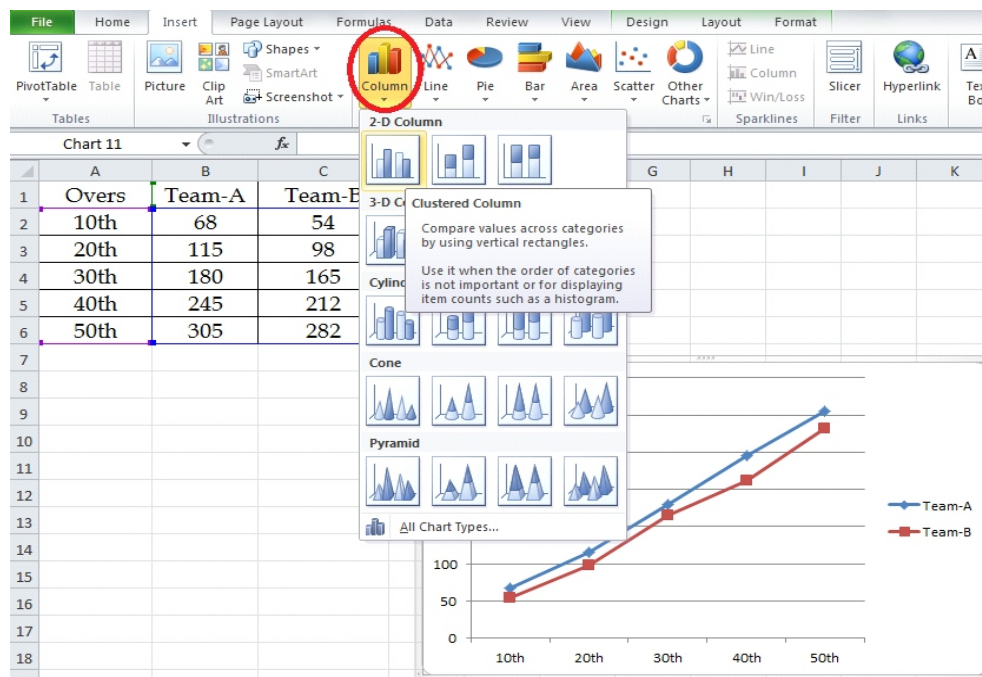 File Home Insert Page Layout Formulas Data Review View Design Layout Format
PivotTable Table Picture Clip Art Shapes SmartArt Screenshot Column Line Pie Bar Area Scatter Other Charts Line Column Win/Loss Slicer Hyperlink
Tables Illustrations Sparklines Filter Links
Chart 11 fx
2-D Column
A B C G H I J K
1 Overs Team-A Team-B
2 10th 68 54
3 20th 115 98
4 30th 180 165
5 40th 245 212
6 50th 305 282
7
8
9
10
11
12
13
14
15
16
17
18
Clustered Column
Compare values across categories
by using vertical rectangles.
Use it when the order of categories
is not important or for displaying
item counts such as a histogram.
Cone
Pyramid
All Chart Types...
Team-A
Team-B
100
50
0
10th 20th 30th 40th 50th